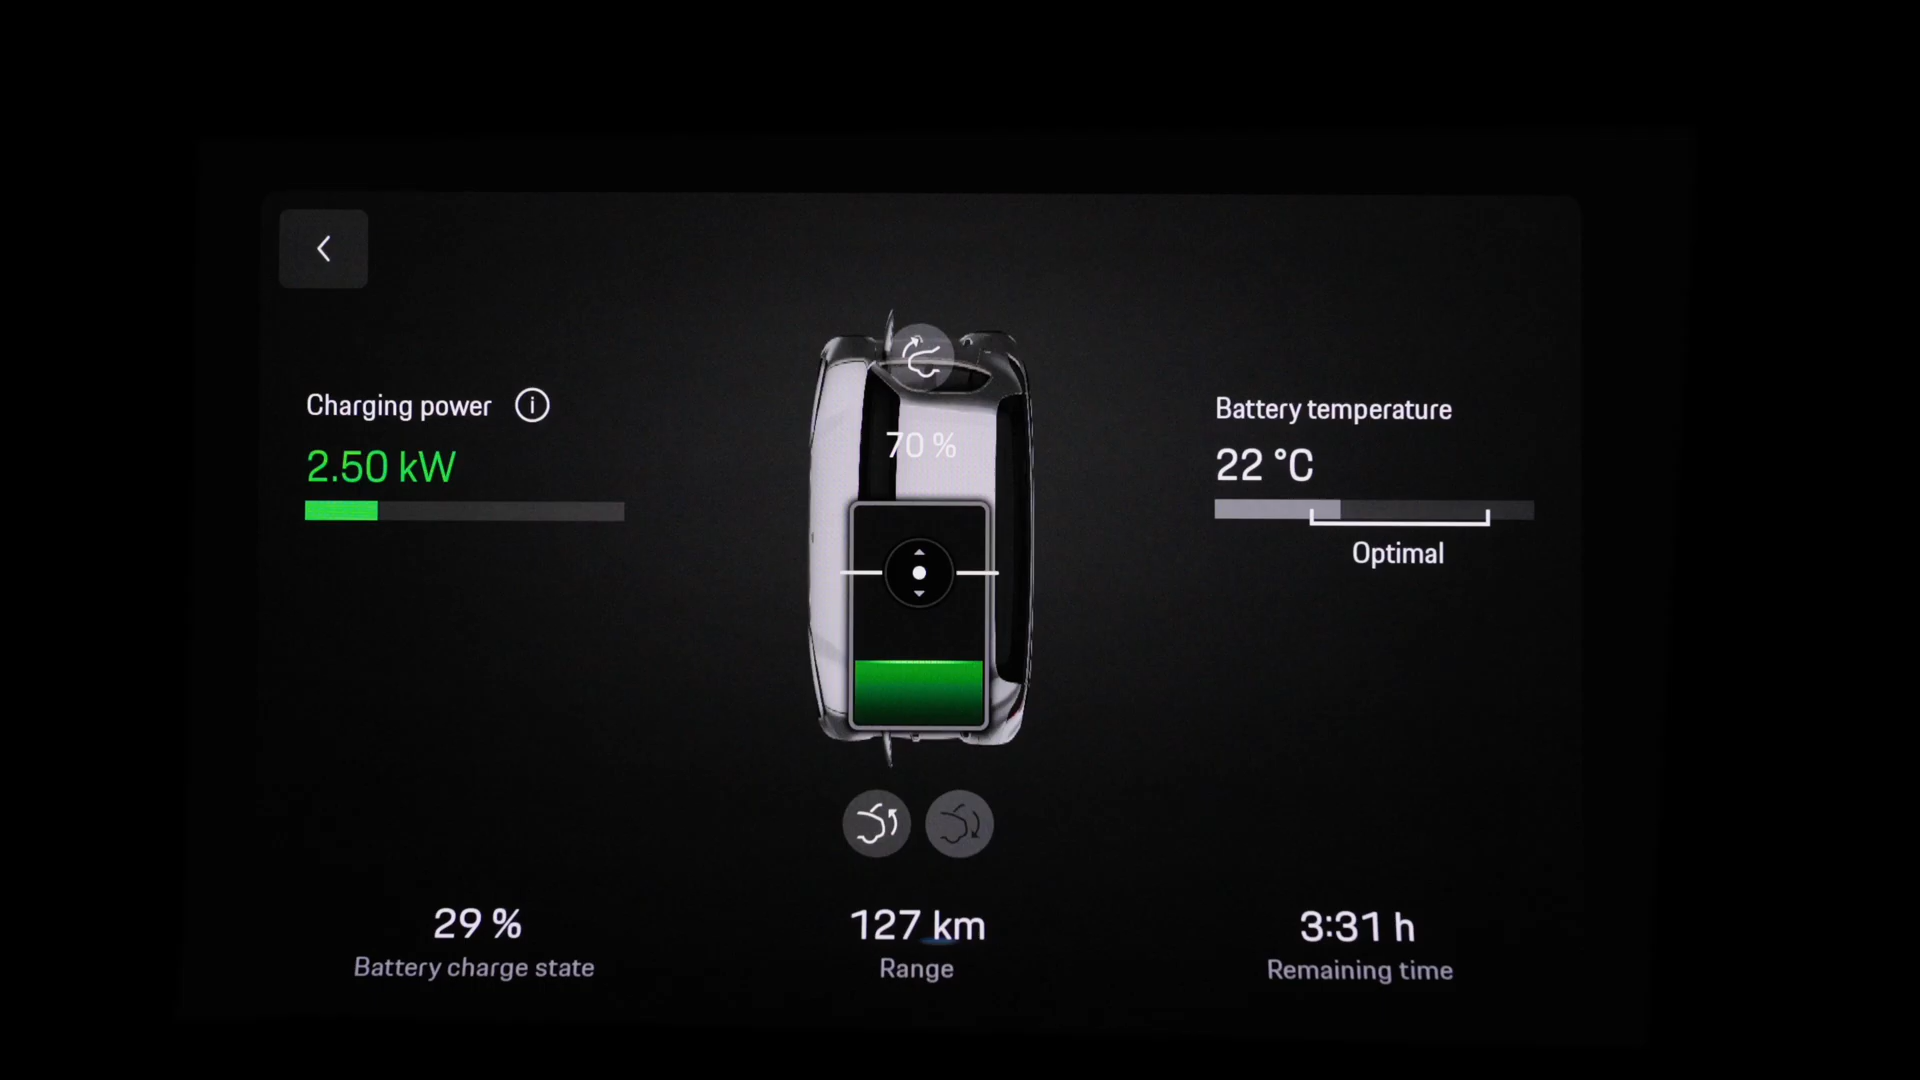 Charging power
2.50 kW
70 %
Battery temperature
22 °C
Optimal
29 %
Battery charge state
127 km
Range
3:31 h
Remaining time